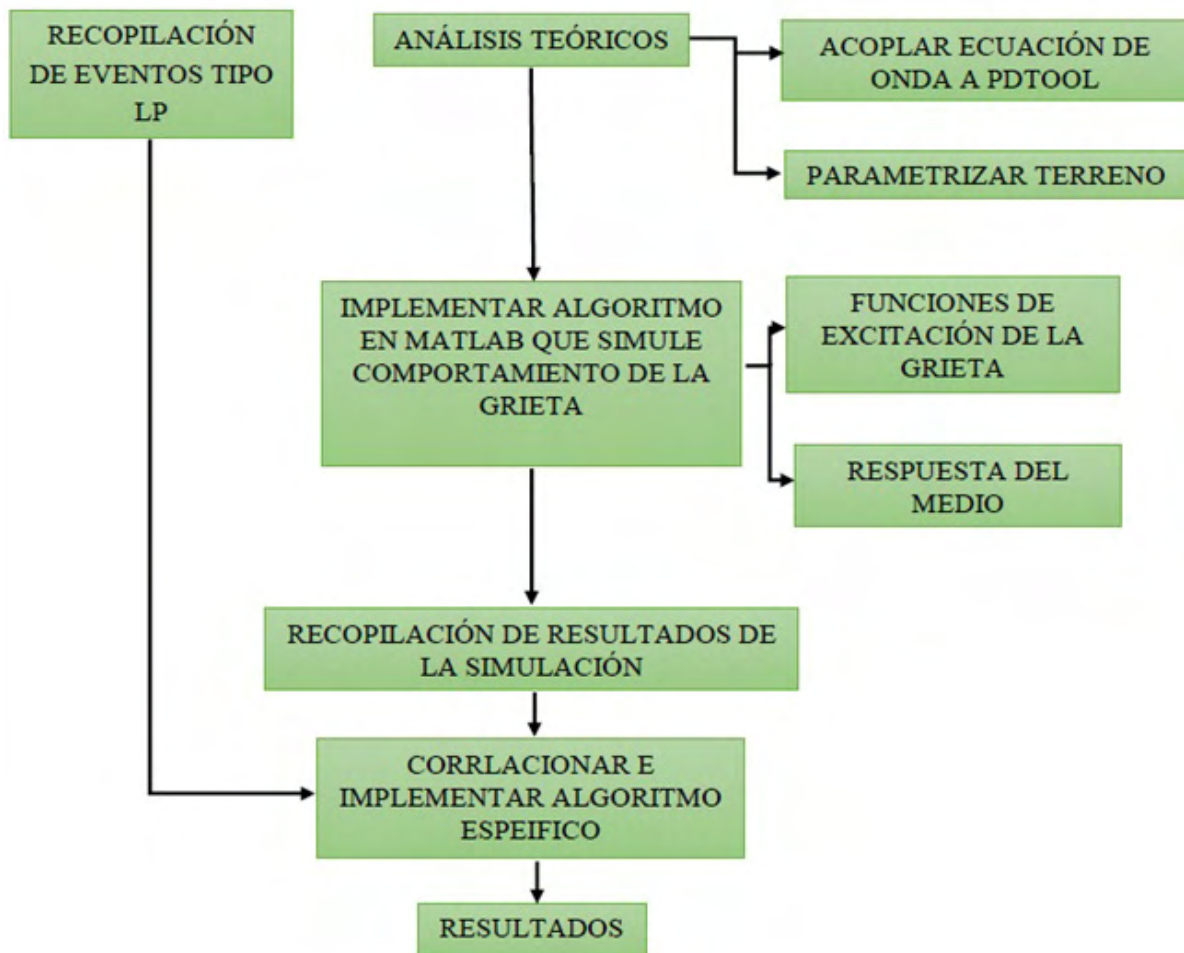 RECOPILACIÓN
DE EVENTOS TIPO
LP
ANÁLISIS TEÓRICOS
ACOPLAR ECUACIÓN DE
ONDA A PDTOOL
PARAMETRIZAR TERRENO
IMPLEMENTAR ALGORITMO
EN MATLAB QUE SIMULE
COMPORTAMIENTO DE LA
GRIETA
FUNCIONES DE
EXCITACIÓN DE LA
GRIETA
RESPUESTA DEL
MEDIO
RECOPILACIÓN DE RESULTADOS DE
LA SIMULACIÓN
CORRLACIONAR E
IMPLEMENTAR ALGORITMO
ESPEIFICO
RESULTADOS